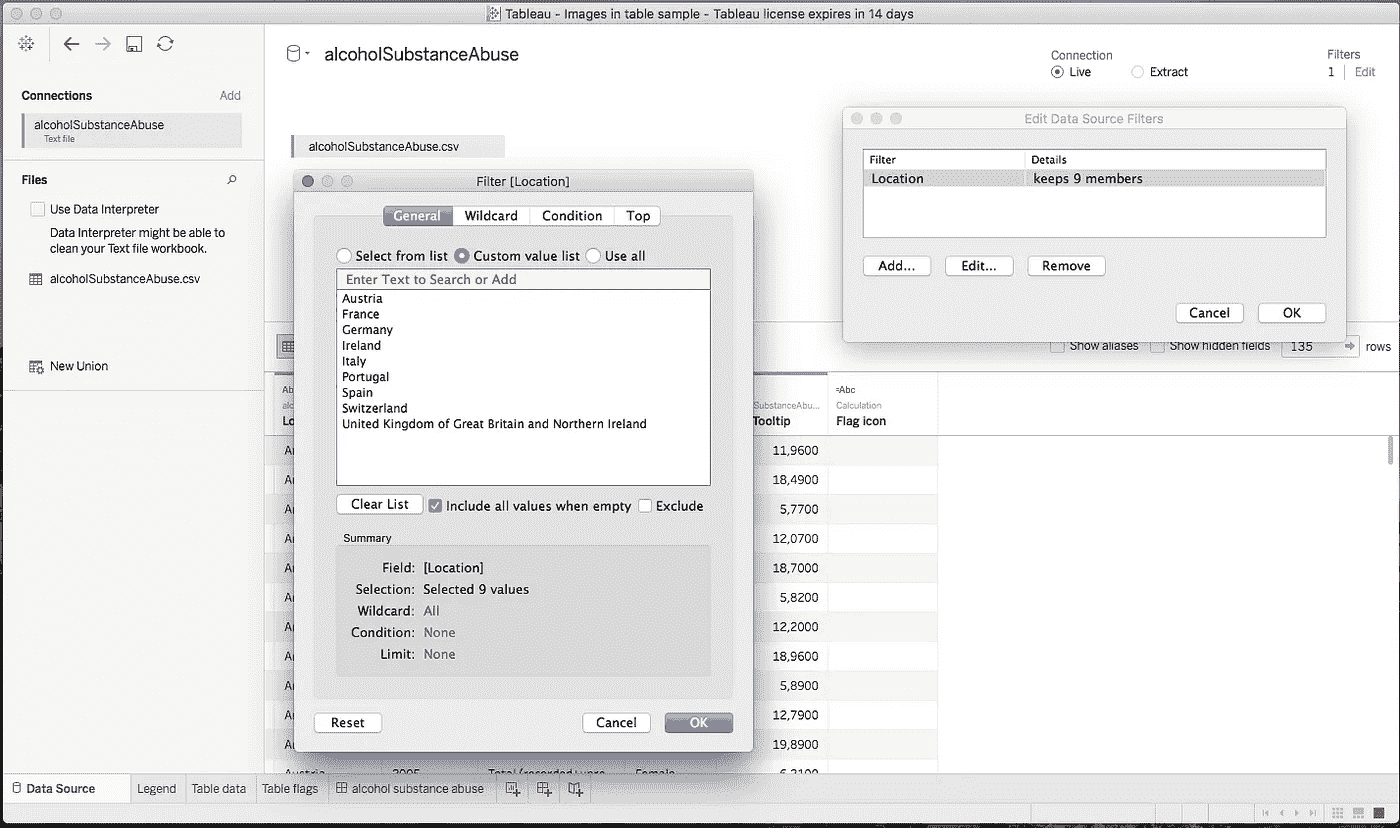 Tableau - Images in table sample - Tableau license expires in 14 days
alcoholSubstanceAbuse
Connection
Live
Extract
Filters
1
Edit
Connections
Add
alcoholSubstanceAbuse
Text file
Files
Use Data Interpreter
Data Interpreter might be able to
clean your Text file workbook.
alcoholSubstanceAbuse.csv
New Union
alcoholSubstanceAbuse.csv
Edit Data Source Filters
Filter
Details
Location
keeps 9 members
Add...
Edit...
Remove
Cancel
OK
Show aliases
Show hidden fields
135
rows
Filter [Location]
General
Wildcard
Condition
Top
Select from list
Custom value list
Use all
Enter Text to Search or Add
Austria
France
Germany
Ireland
Italy
Portugal
Spain
Switzerland
United Kingdom of Great Britain and Northern Ireland
Clear List
Include all values when empty
Exclude
Summary
Field: [Location]
Selection: Selected 9 values
Wildcard: All
Condition: None
Limit: None
Reset
Cancel
OK
SubstanceAbu...
Tooltip
=Abc
Calculation
Flag icon
11,9600
18,4900
5,7700
12,0700
18,7000
5,8200
12,2000
18,9600
5,8900
12,7900
19,8900
Austria 2005 Female
Data Source
Legend
Table data
Table flags
alcohol substance abuse